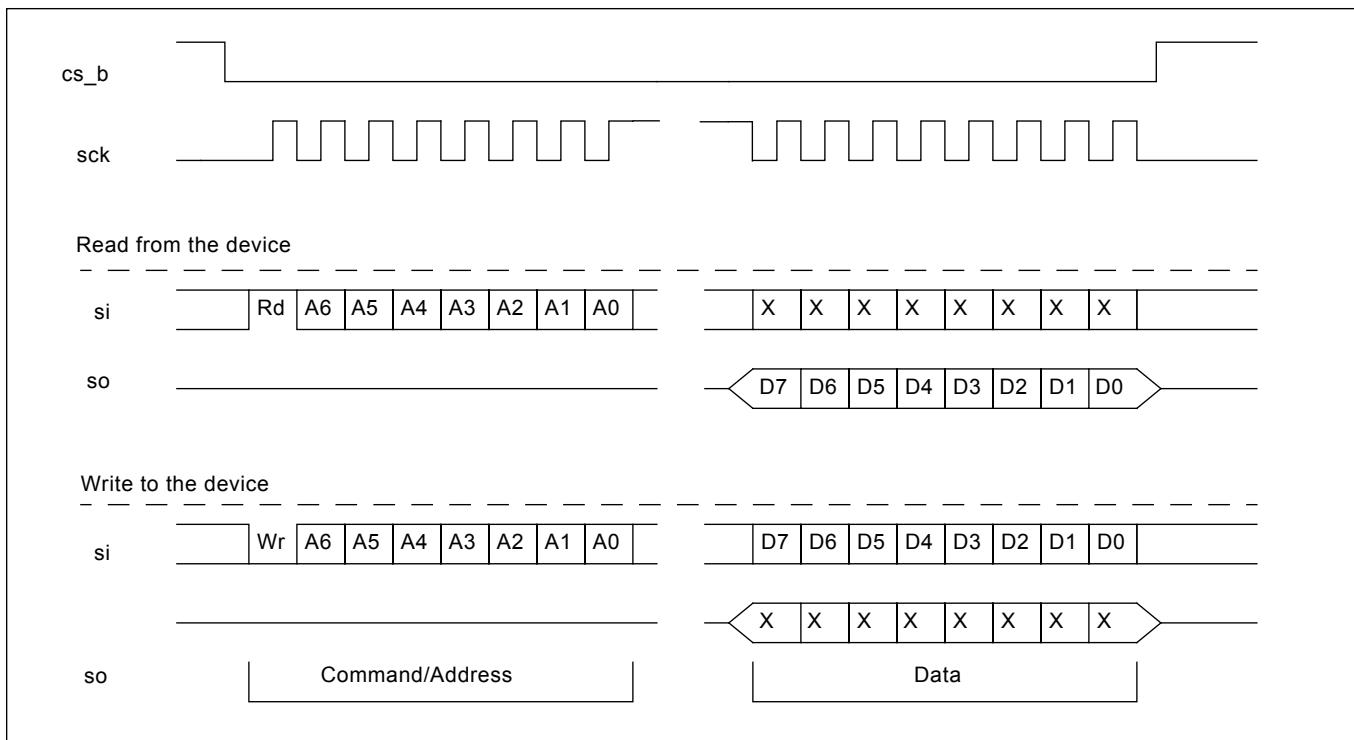 cs_b
sck
Read from the device
si Rd A6 A5 A4 A3 A2 A1 A0 X X X X X X X X
so D7 D6 D5 D4 D3 D2 D1 D0
Write to the device
si Wr A6 A5 A4 A3 A2 A1 A0 D7 D6 D5 D4 D3 D2 D1 D0
X X X X X X X X
so Command/Address Data